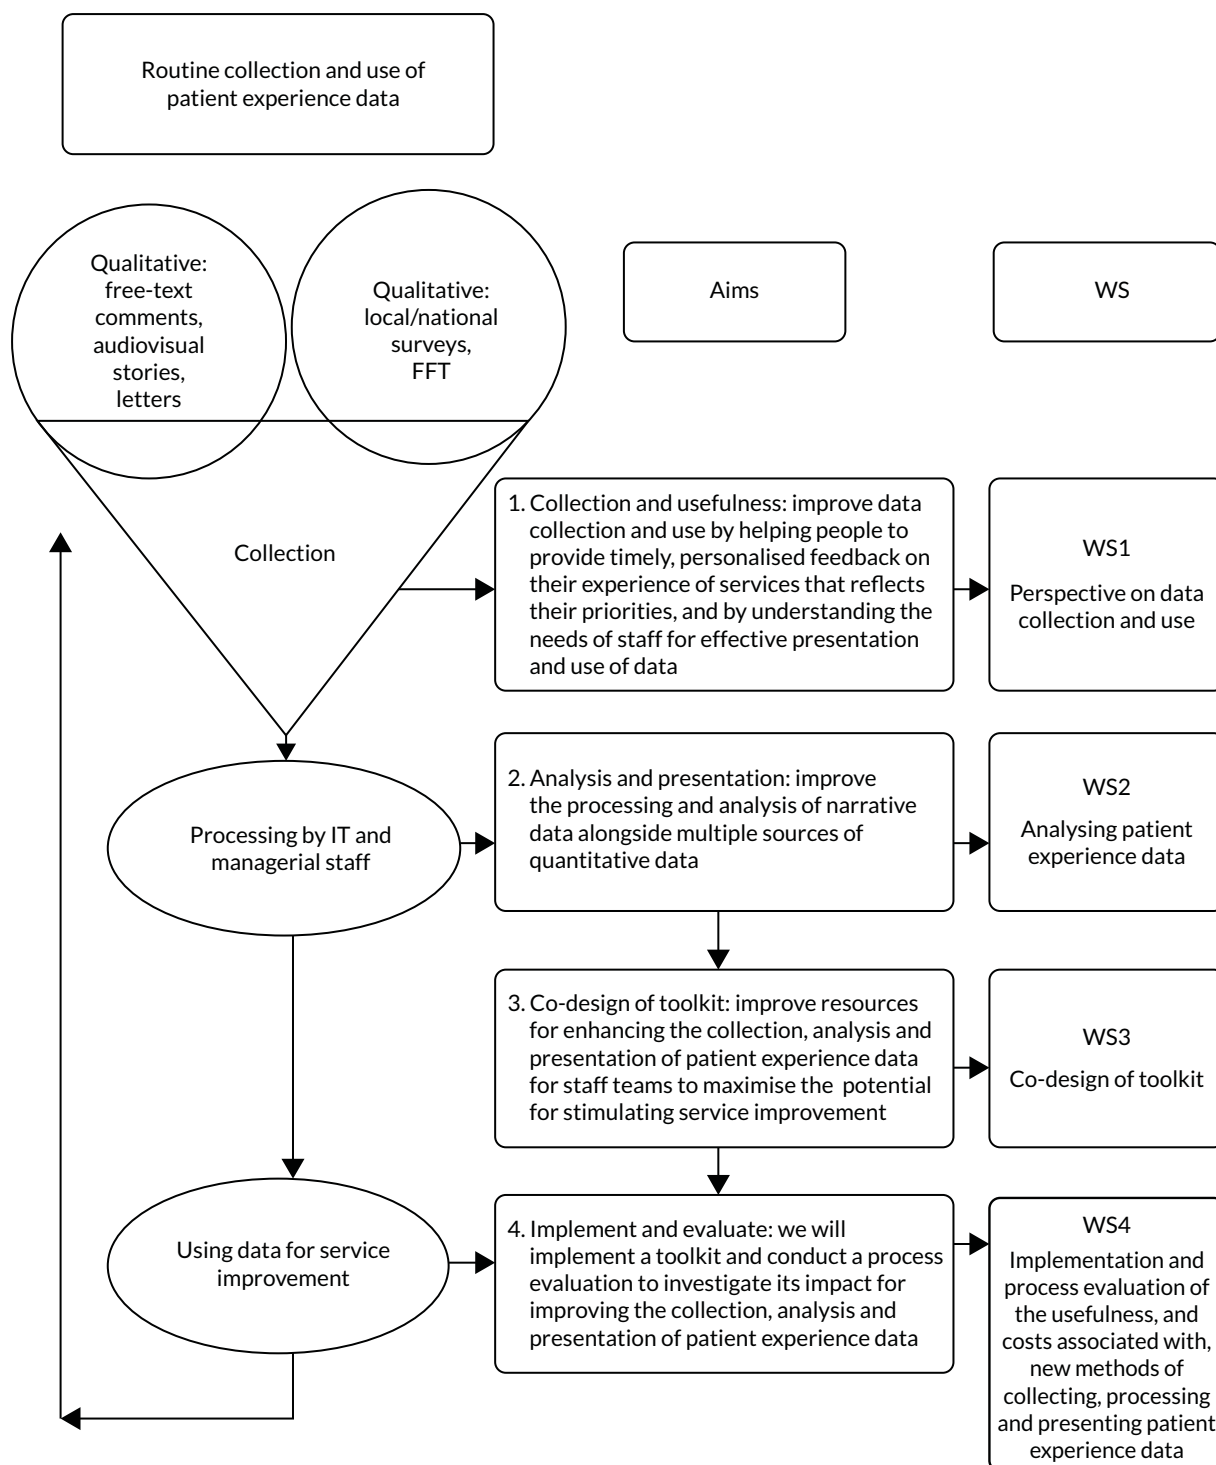 Routine collection and use of
patient experience data
Qualitative:
free-text
comments,
audiovisual
stories,
letters
Qualitative:
local/national
surveys,
FFT
Aims
WS
Collection
1. Collection and usefulness: improve data
collection and use by helping people to
provide timely, personalised feedback on
their experience of services that reflects
their priorities, and by understanding the
needs of staff for effective presentation
and use of data
WS1
Perspective on data
collection and use
Processing by IT and
managerial staff
2. Analysis and presentation: improve
the processing and analysis of narrative
data alongside multiple sources of
quantitative data
WS2
Analysing patient
experience data
3. Co-design of toolkit: improve resources
for enhancing the collection, analysis and
presentation of patient experience data
for staff teams to maximise the potential
for stimulating service improvement
WS3
Co-design of toolkit
Using data for service
improvement
4. Implement and evaluate: we will
implement a toolkit and conduct a process
evaluation to investigate its impact for
improving the collection, analysis and
presentation of patient experience data
WS4
Implementation and
process evaluation of
the usefulness, and
costs associated with,
new methods of
collecting, processing
and presenting patient
experience data